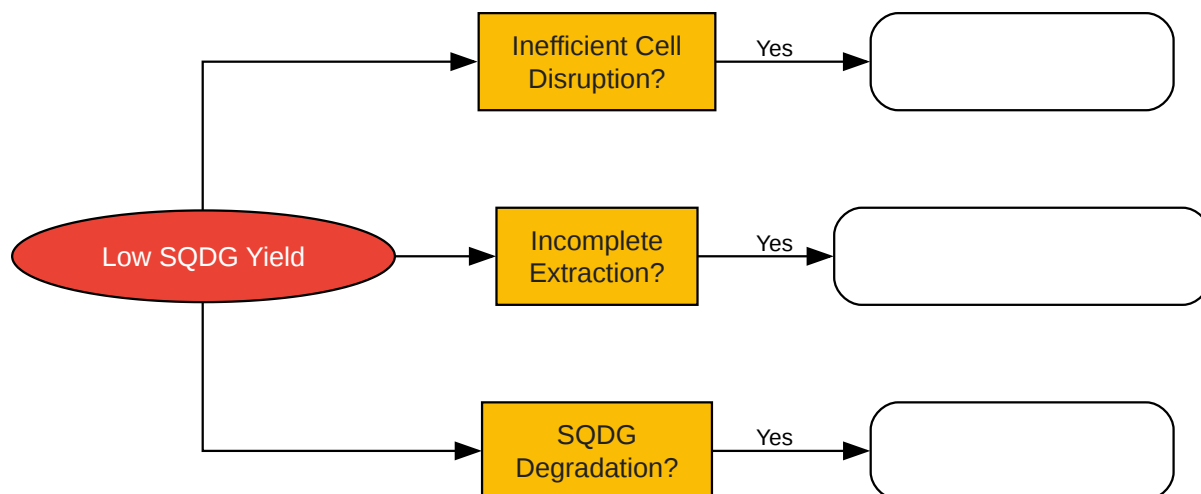 Inefficient Cell
Disruption?
Yes
Low SQDG Yield
Incomplete
Extraction?
Yes
SQDG
Degradation?
Yes